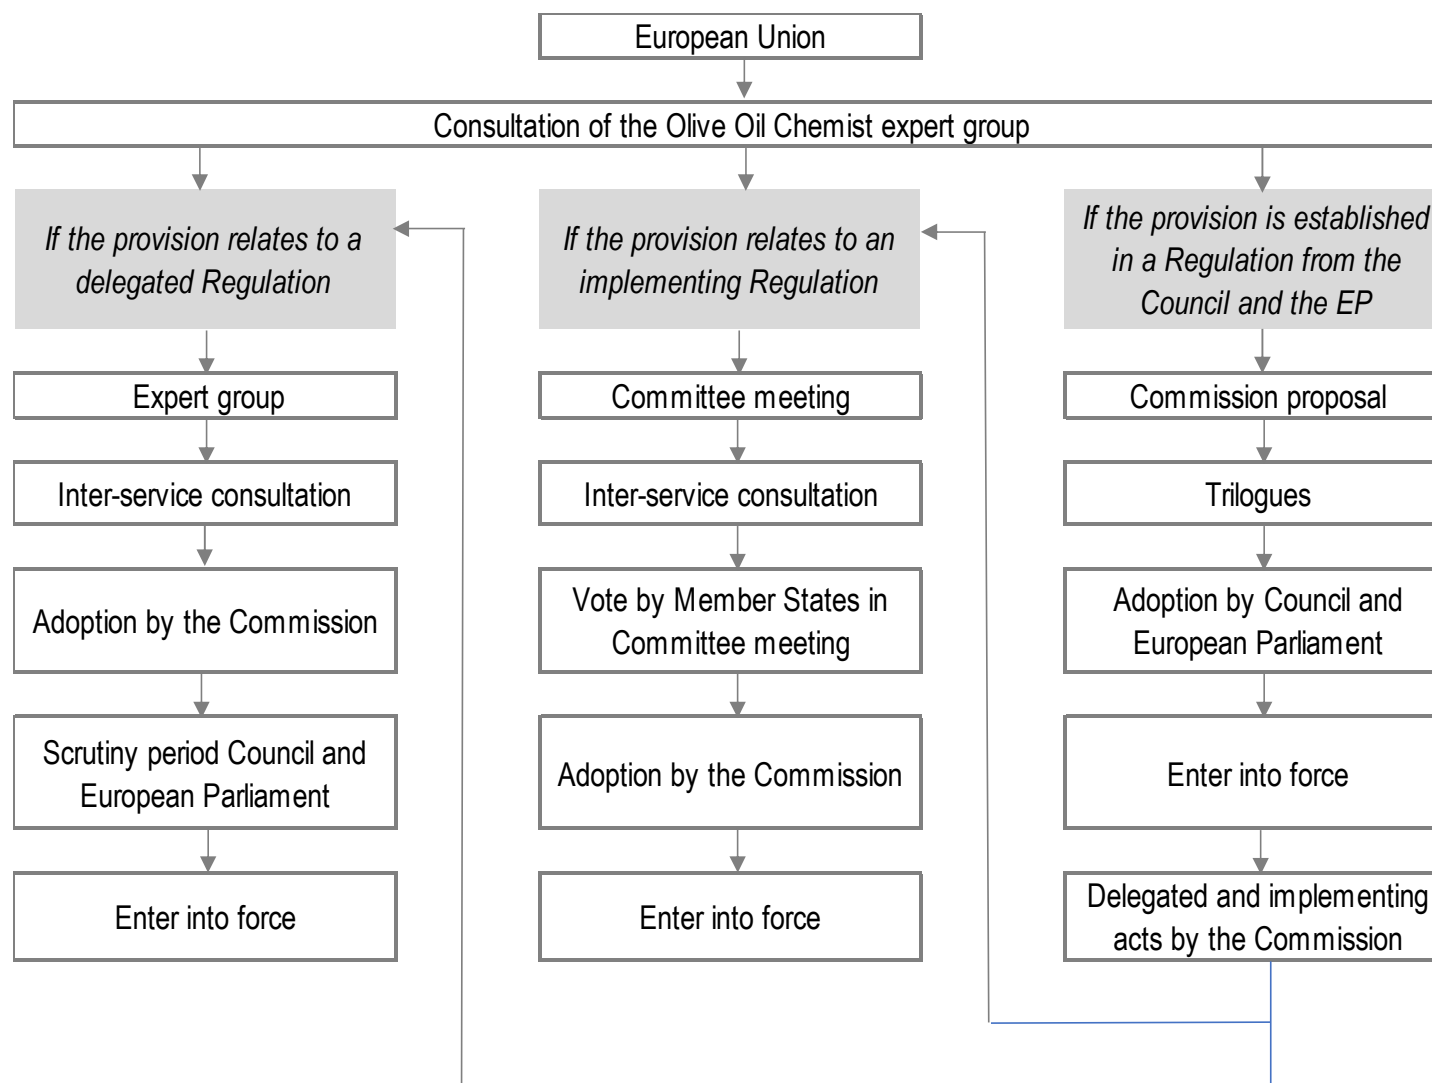 European Union
Consultation of the Olive Oil Chemist expert group
If the provision relates to a
delegated Regulation
If the provision relates to an
implementing Regulation
If the provision is established
in a Regulation from the
Council and the EP
Expert group
Committee meeting
Commission proposal
Inter-service consultation
Inter-service consultation
Trilogues
Adoption by the Commission
Vote by Member States in
Committee meeting
Adoption by Council and
European Parliament
Scrutiny period Council and
European Parliament
Adoption by the Commission
Enter into force
Enter into force
Enter into force
Delegated and implementing
acts by the Commission